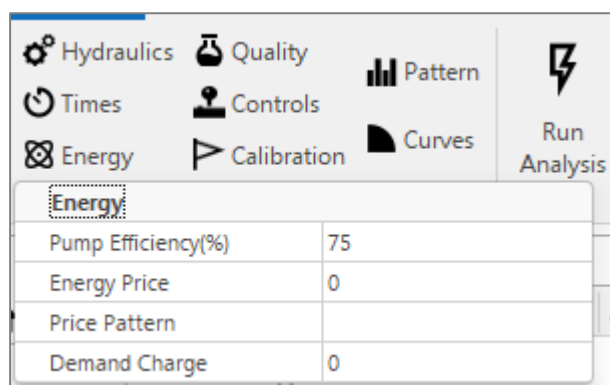 Hydraulics
Quality
Pattern
Times
Controls
Curves
Energy
Calibration
Run
Analysis
Energy
Pump Efficiency(%) 75
Energy Price 0
Price Pattern
Demand Charge 0